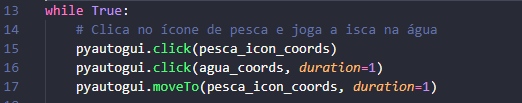 13 while True:
14 # Clica no ícone de pesca e joga a isca na água
15 pyautogui.click(pesca_icon_coords)
16 pyautogui.click(agua_coords, duration=1)
17 pyautogui.moveTo(pesca_icon_coords, duration=1)